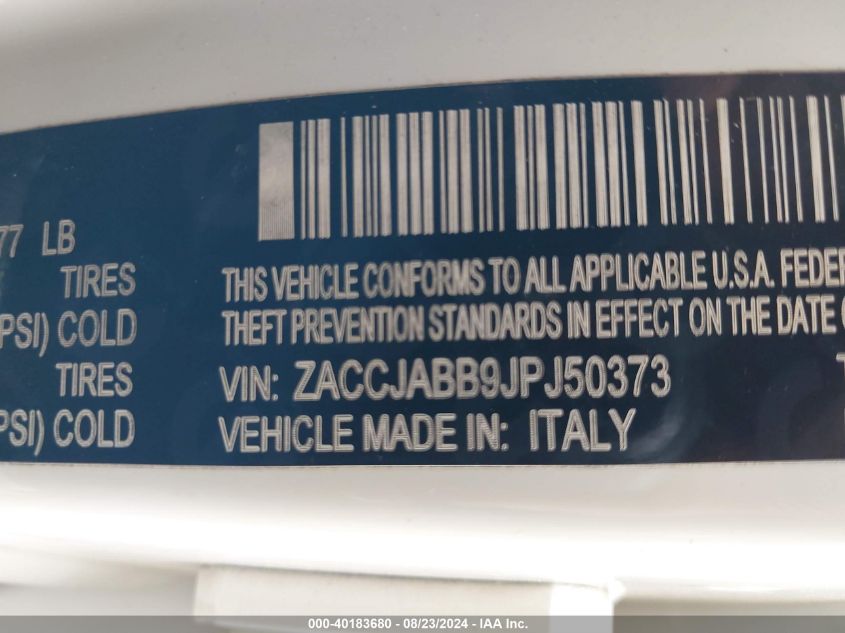 77 LB
TIRES
PSI) COLD
TIRES
PSI) COLD
THIS VEHICLE CONFORMS TO ALL APPLICABLE U.S.A. FEDER
THEFT PREVENTION STANDARDS IN EFFECT ON THE DATE
VIN: ZACCJABB9JPJ50373
VEHICLE MADE IN: ITALY
000-40183680 - 08/23/2024 - IAA Inc.